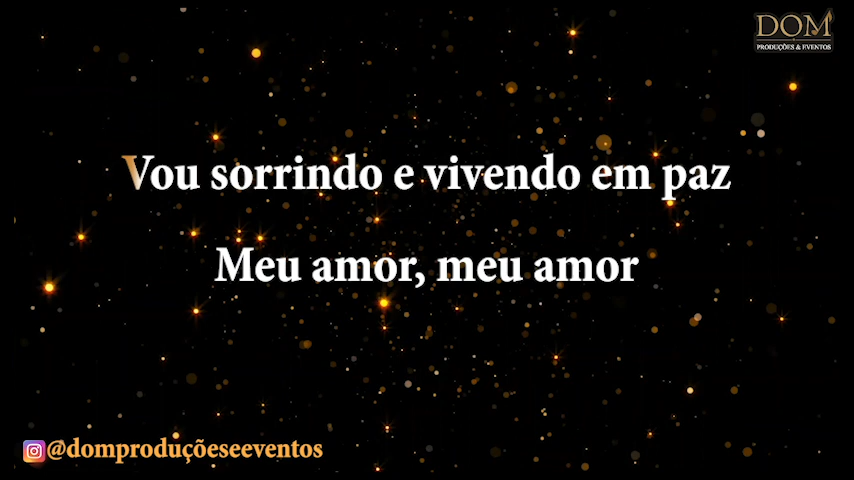 DOM
PRODUÇÕES & EVENTOS
Vou sorrindo e vivendo em paz
Meu amor, meu amor
@domproduçõeseeventos